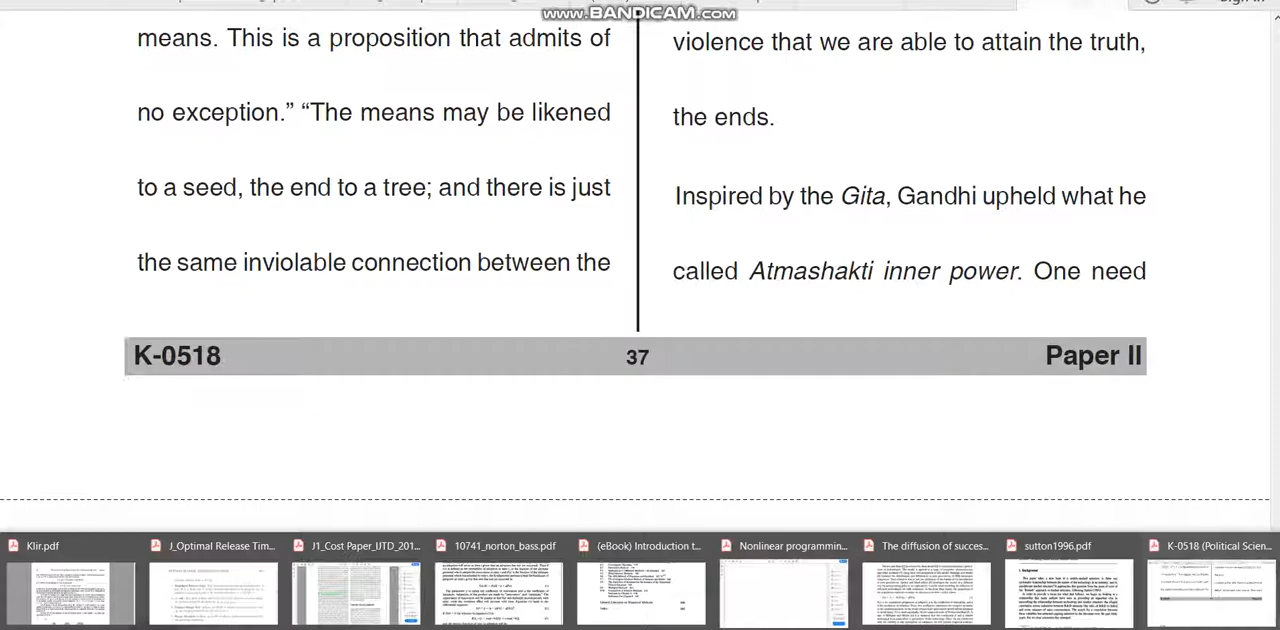 www.BANDICAM.com
means. This is a proposition that admits of
no exception.” “The means may be likened
to a seed, the end to a tree; and there is just
the same inviolable connection between the
violence that we are able to attain the truth,
the ends.
Inspired by the Gita, Gandhi upheld what he
called Atmashakti inner power. One need
K-0518 37 Paper II
Klir.pdf
J_Optimal Release Tim...
J1_Cost Paper_IJTD_201...
10741_norton_bass.pdf
(eBook) Introduction t...
Nonlinear programmin...
The diffusion of succes...
sutton1996.pdf
K-0518 (Political Scien...